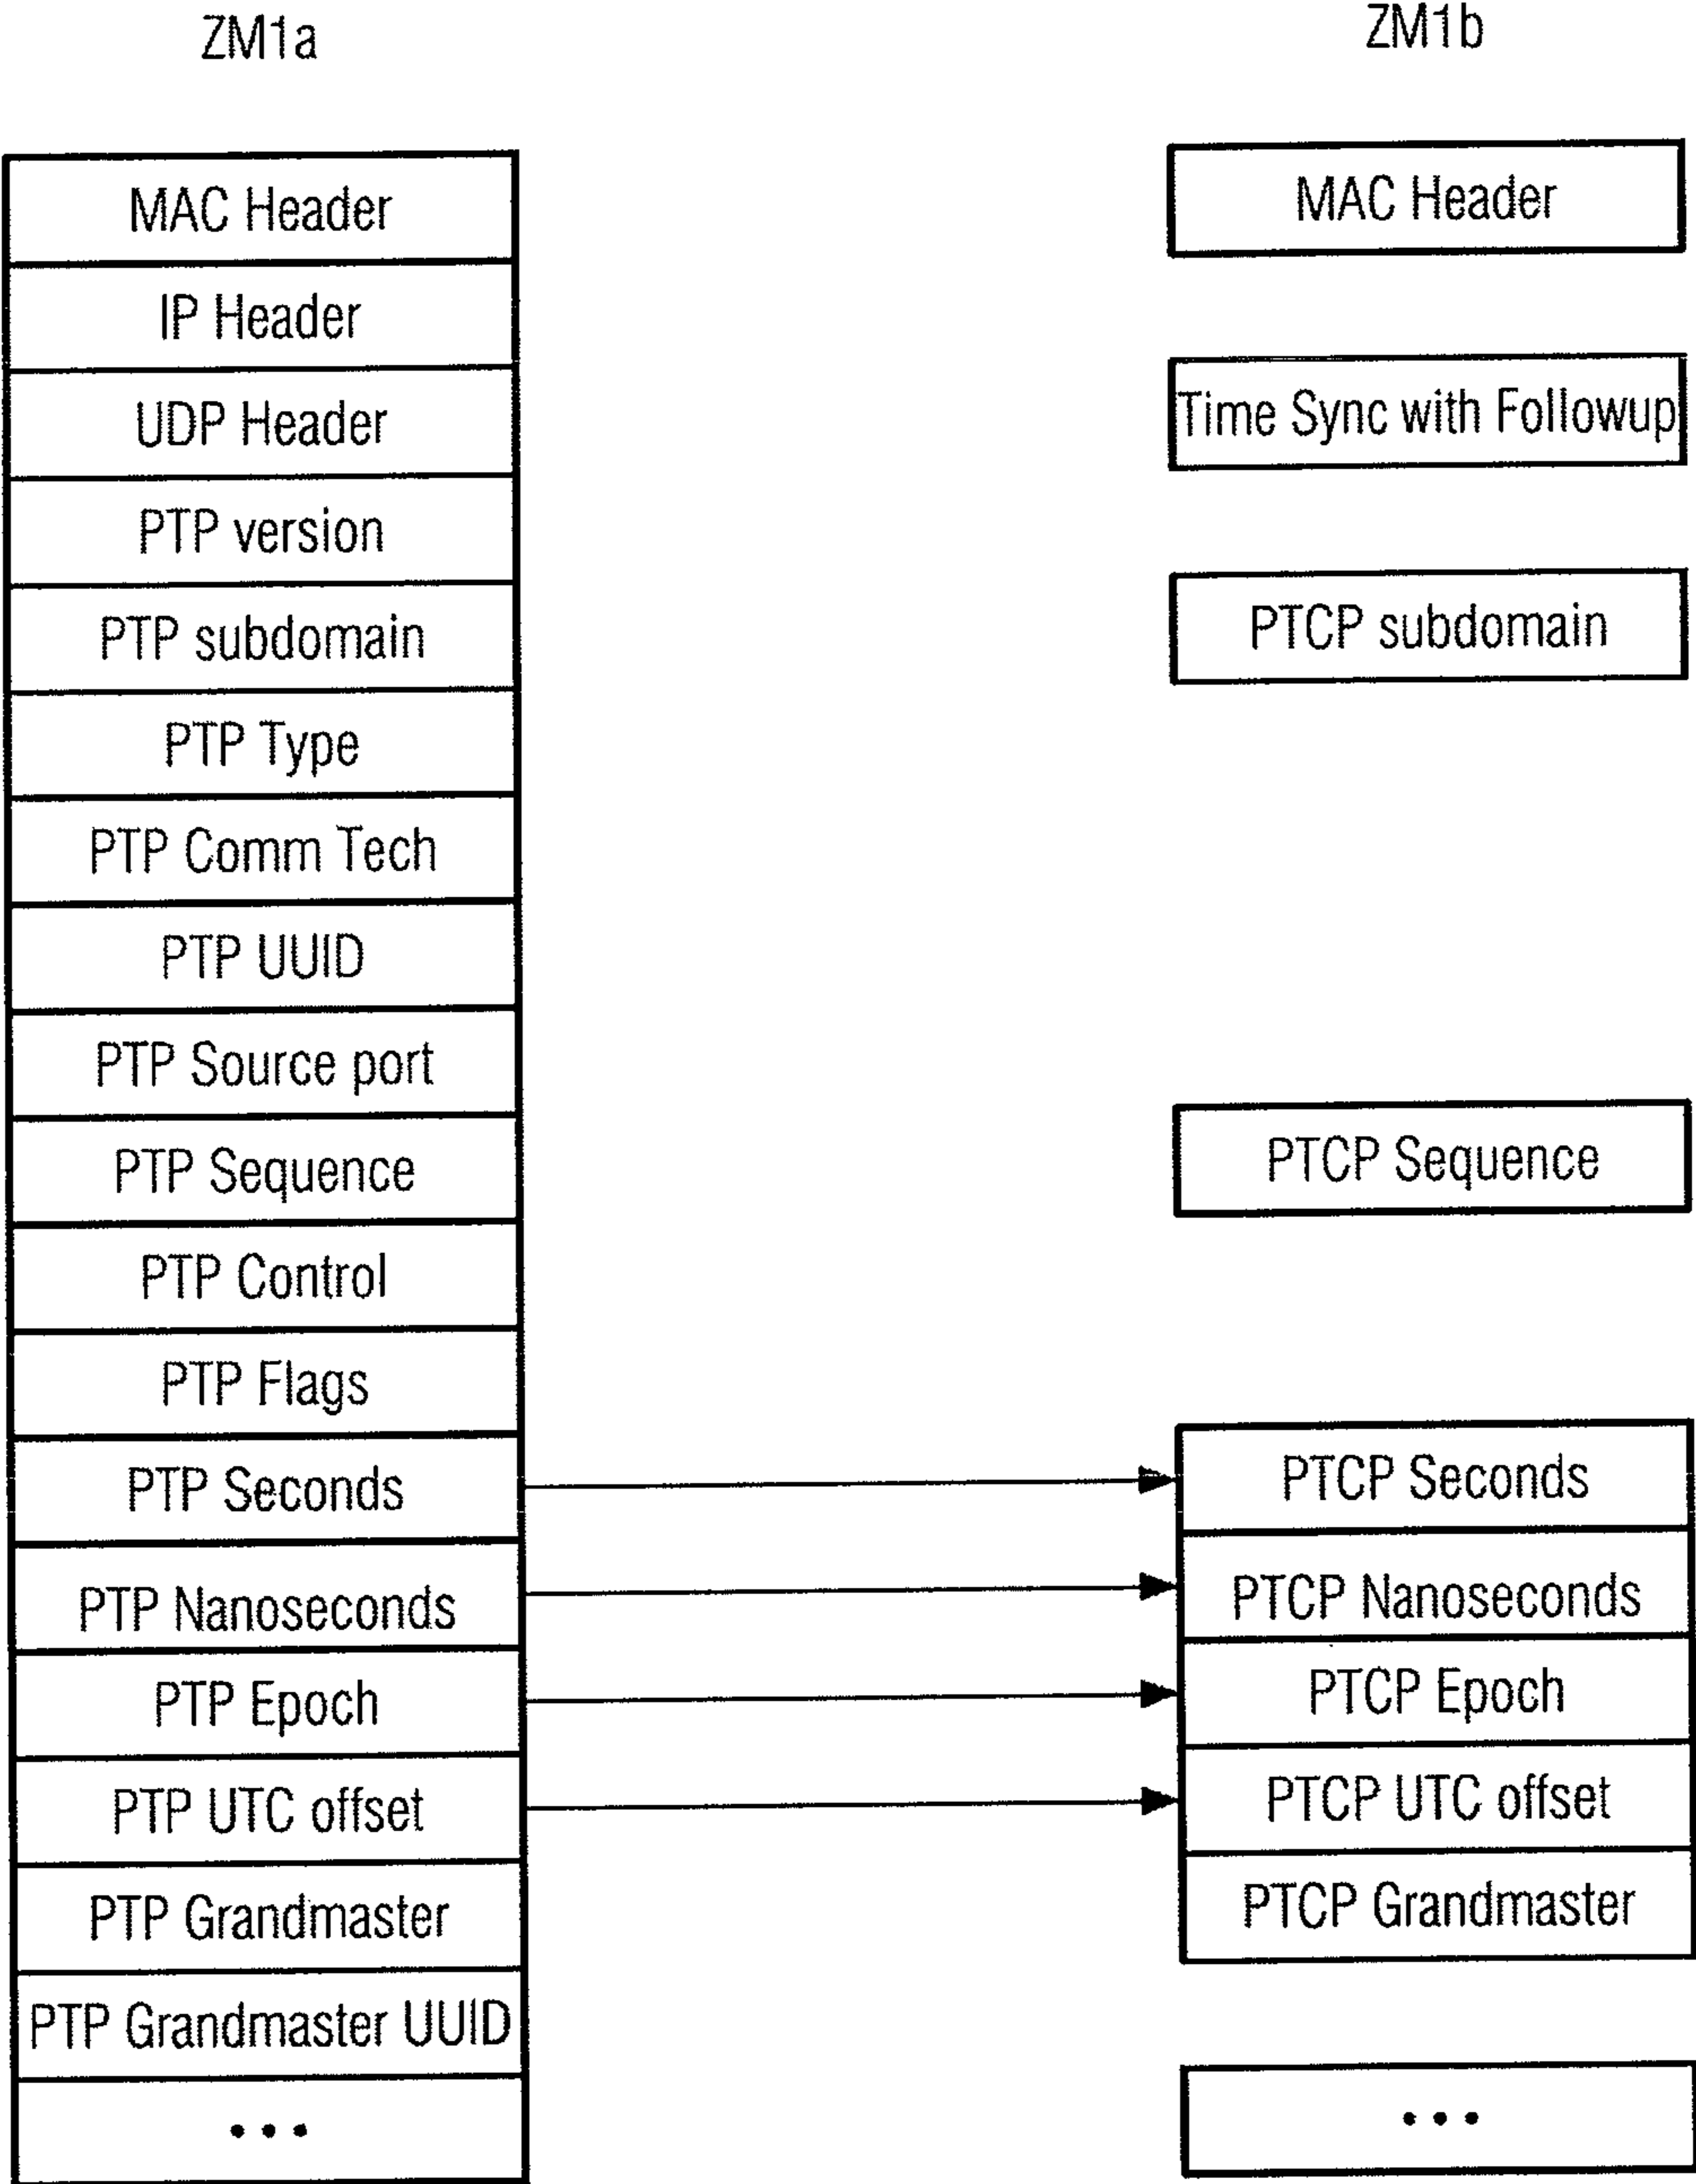 ZM1a
MAC Header
IP Header
UDP Header
PTP version
PTP subdomain
PTP Type
PTP Comm Tech
PTP UUID
PTP Source port
PTP Sequence
PTP Control
PTP Flags
PTP Seconds
PTP Nanoseconds
PTP Epoch
PTP UTC offset
PTP Grandmaster
PTP Grandmaster UUID
...
ZM1b
MAC Header
Time Sync with Followup
PTCP subdomain
PTCP Sequence
PTCP Seconds
PTCP Nanoseconds
PTCP Epoch
PTCP UTC offset
PTCP Grandmaster
...